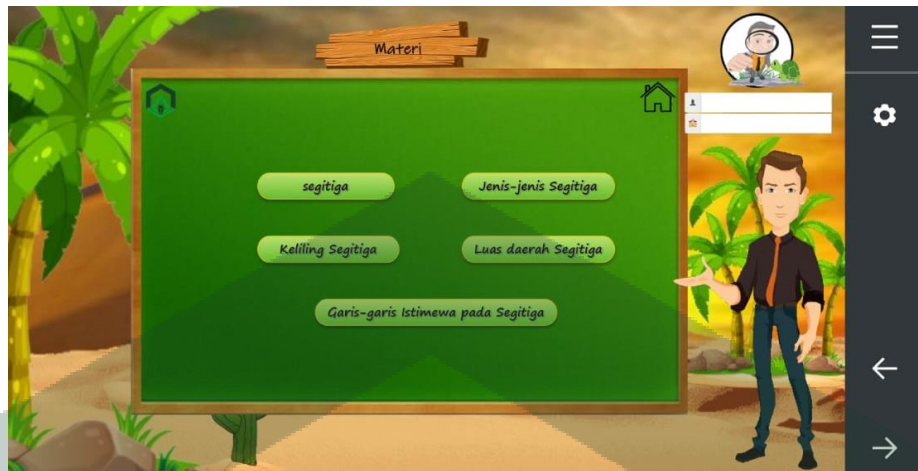 Materi
segitiga
Jenis-jenis Segitiga
Keliling Segitiga
Luas daerah Segitiga
Garis-garis Istimewa pada Segitiga